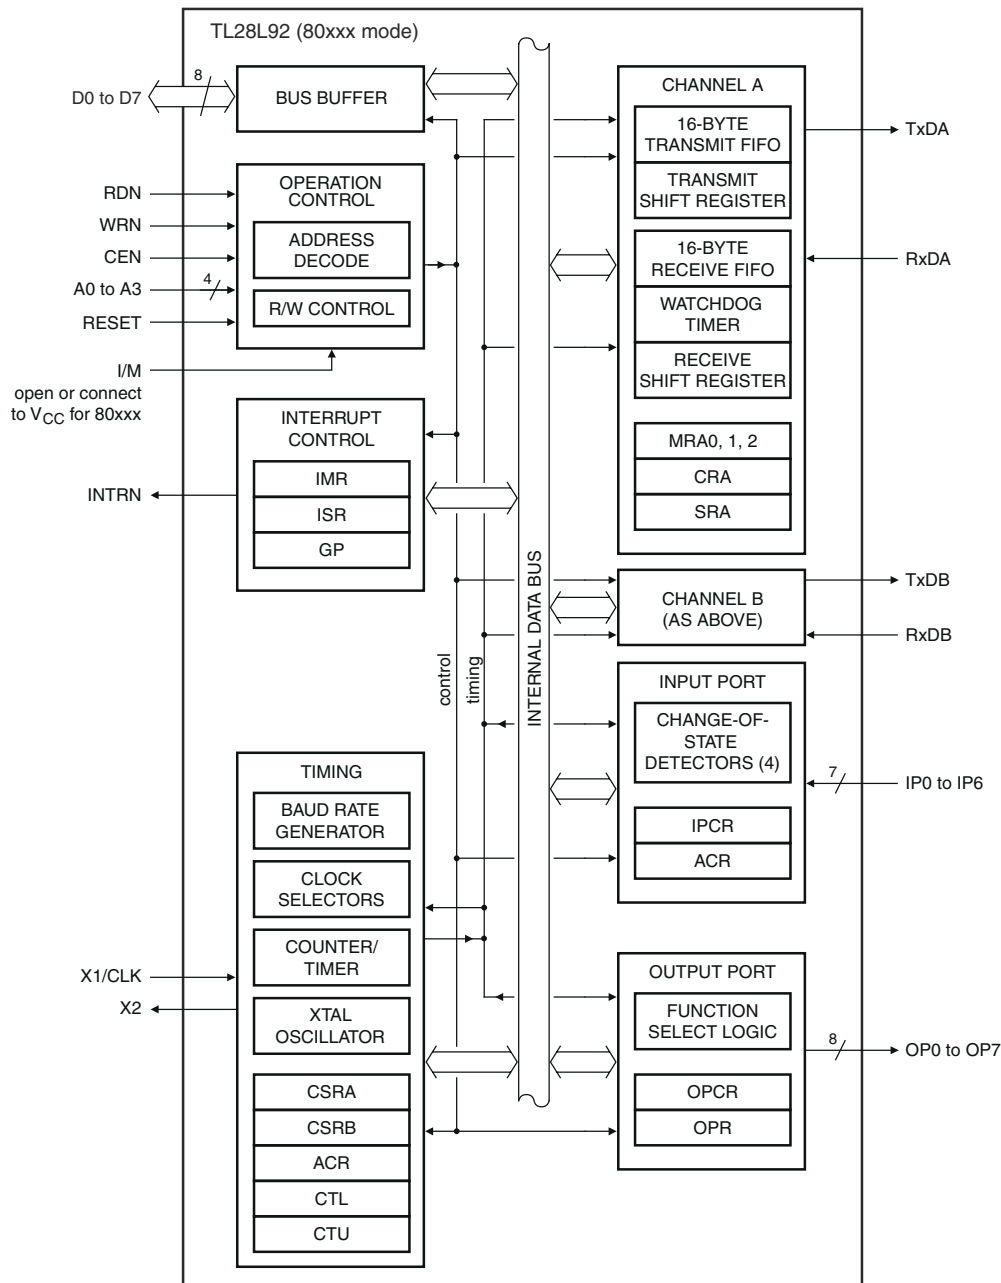 TL28L92 (80xxx mode)
8
D0 to D7
BUS BUFFER
RDN
WRN
CEN
4
A0 to A3
RESET
OPERATION
CONTROL
ADDRESS
DECODE
R/W CONTROL
I/M
open or connect
to VCC for 80xxx
INTERRUPT
CONTROL
IMR
ISR
GP
INTRN
control
timing
INTERNAL DATA BUS
TIMING
BAUD RATE
GENERATOR
CLOCK
SELECTORS
COUNTER/
TIMER
XTAL
OSCILLATOR
CSRA
CSRB
ACR
CTL
CTU
X1/CLK
X2
CHANNEL A
16-BYTE
TRANSMIT FIFO
TRANSMIT
SHIFT REGISTER
16-BYTE
RECEIVE FIFO
WATCHDOG
TIMER
RECEIVE
SHIFT REGISTER
MRA0, 1, 2
CRA
SRA
TxDA
RxDA
CHANNEL B
(AS ABOVE)
TxDB
RxDB
INPUT PORT
CHANGE-OF-
STATE
DETECTORS (4)
IPCR
ACR
7
IP0 to IP6
OUTPUT PORT
FUNCTION
SELECT LOGIC
OPCR
OPR
8
OP0 to OP7